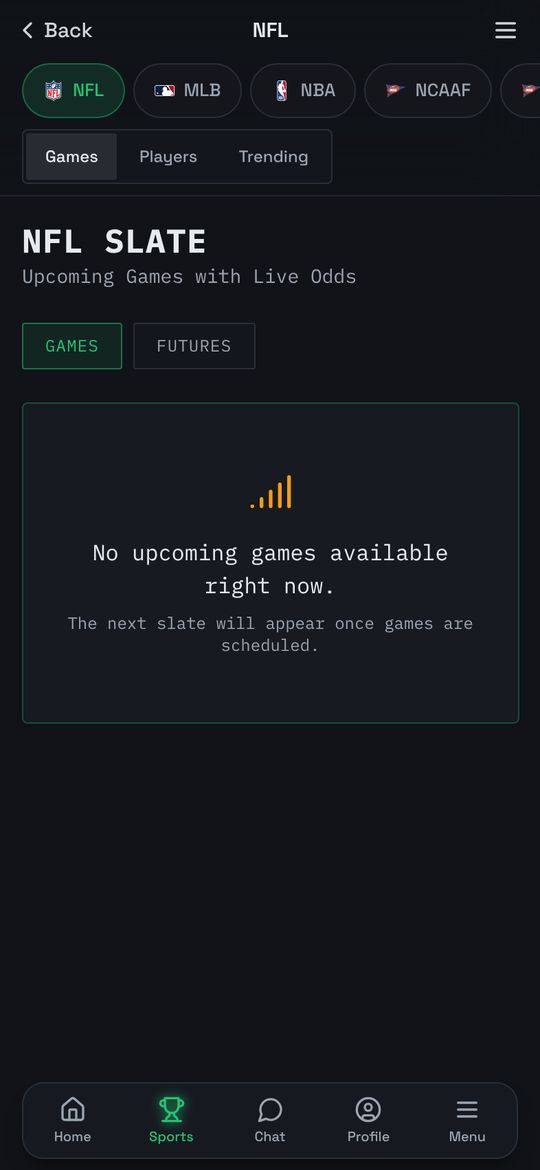 Back
NFL
NFL
MLB
NBA
NCAAF
Games
Players
Trending
NFL SLATE
Upcoming Games with Live Odds
GAMES
FUTURES
No upcoming games available
right now.
The next slate will appear once games are
scheduled.
Home
Sports
Chat
Profile
Menu